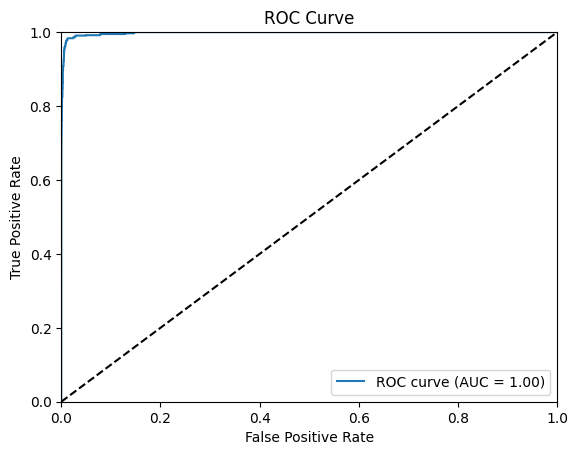 ROC Curve
True Positive Rate
1.0
0.8
0.6
0.4
0.2
0.0
ROC curve (AUC = 1.00)
0.0 0.2 0.4 0.6 0.8 1.0
False Positive Rate